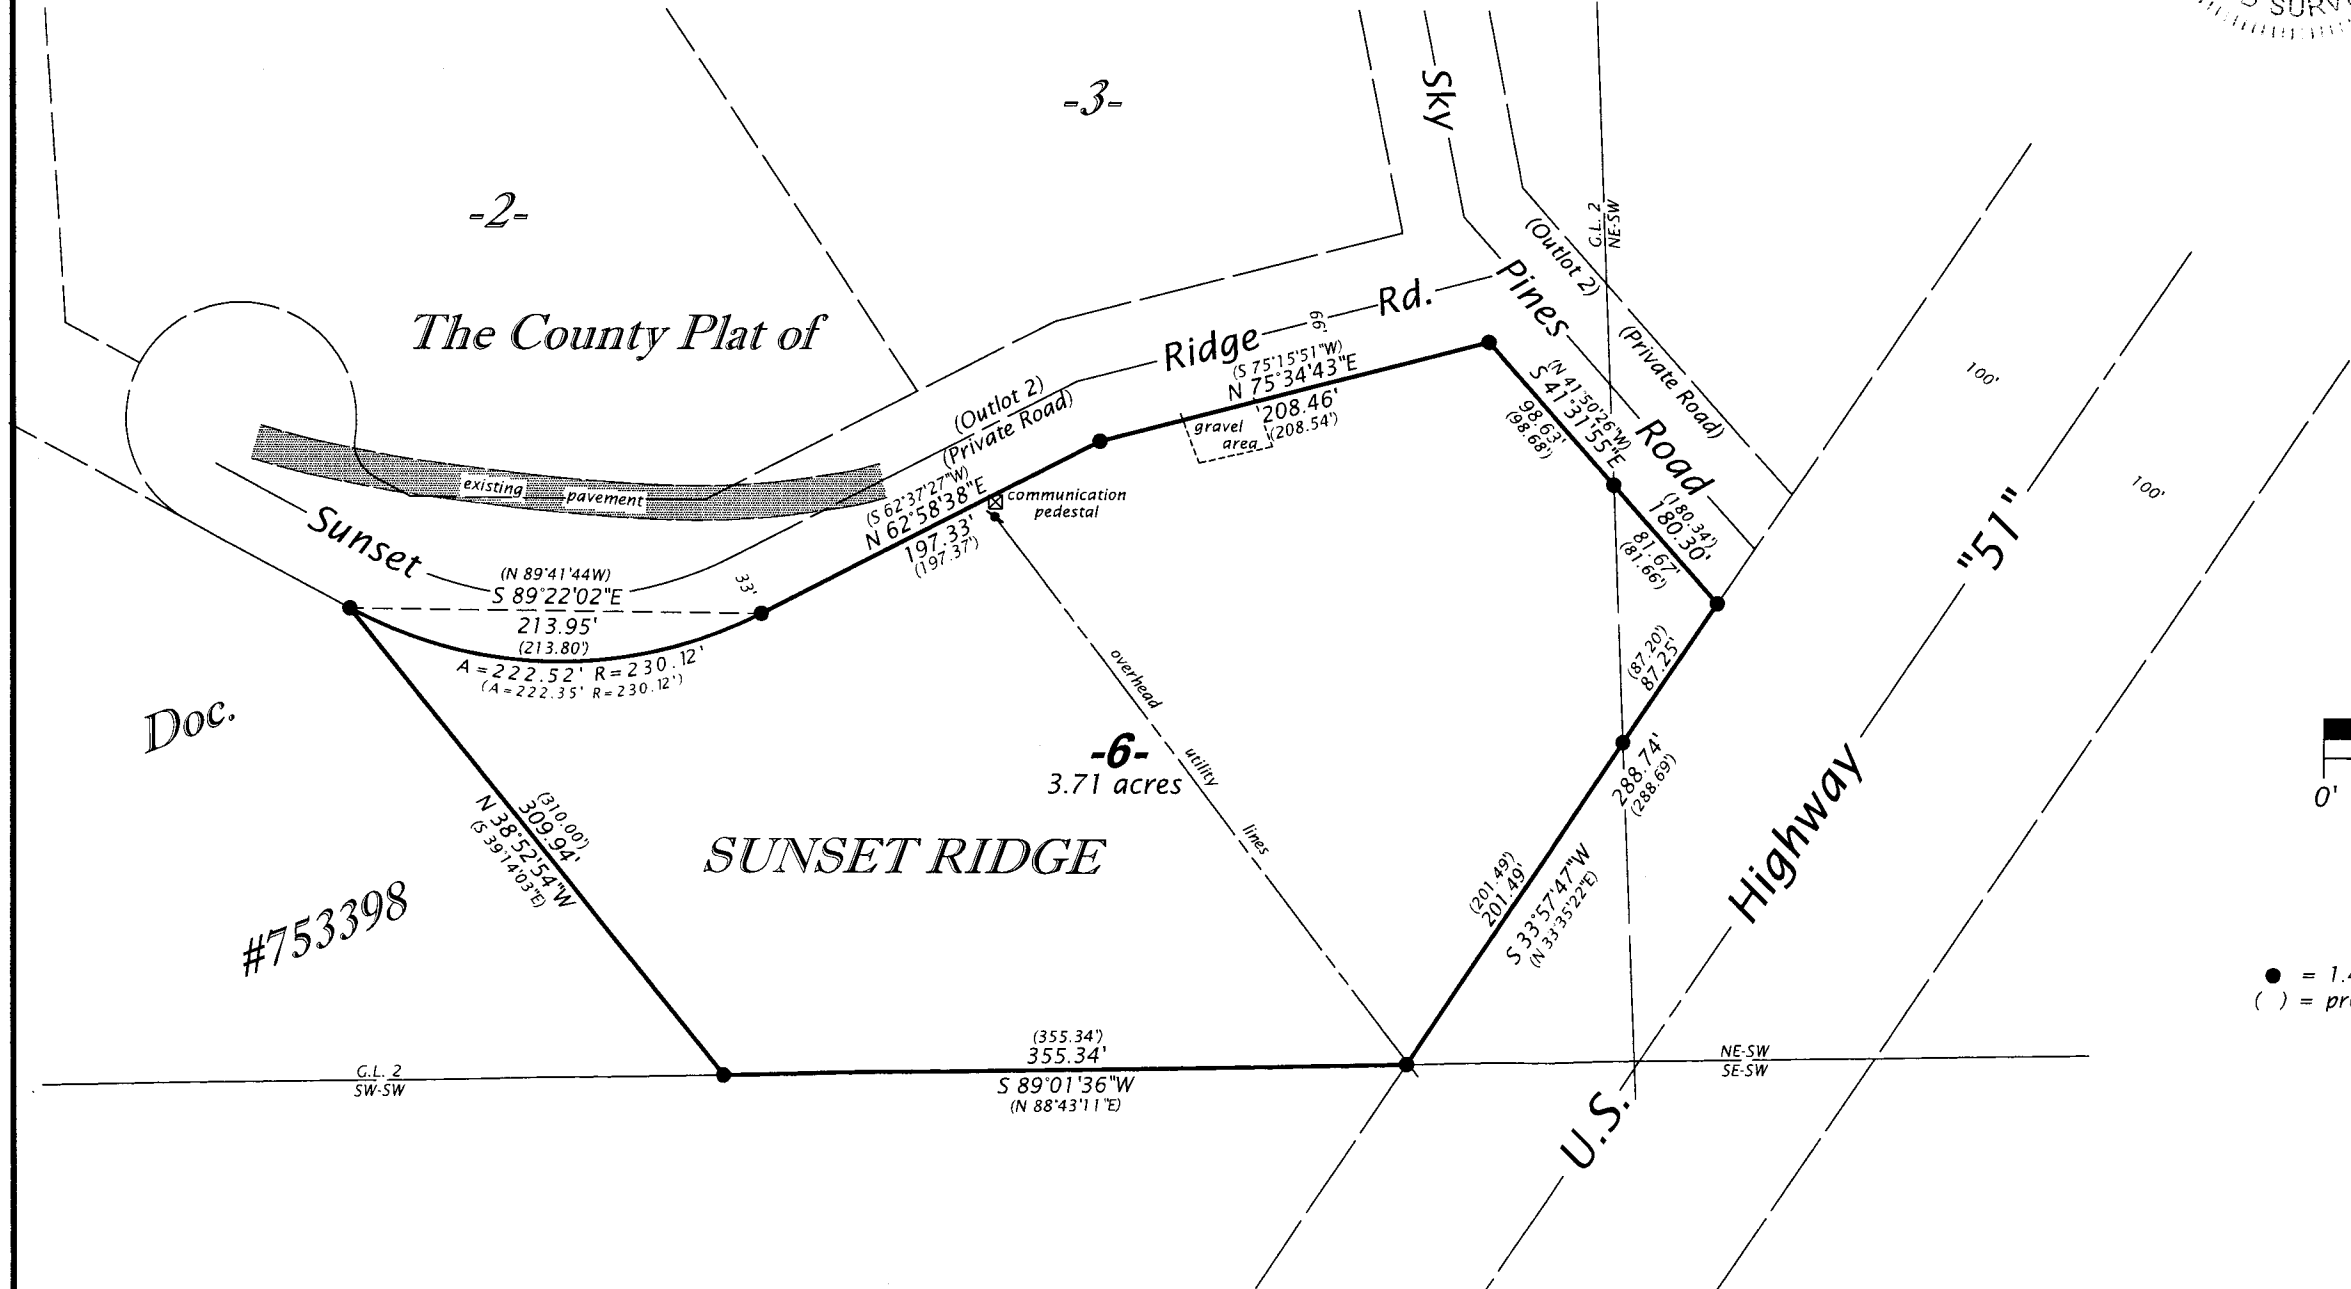 SURV
-3-
Sky
-2-
G.L. 2
NE-SW
(Outlot 2)
Pines
Road
(Private Road)
The County Plat of
Sunset
Ridge
Rd.
66'
(S 75°15'51"W)
N 75°34'43"E
208.46'
(208.54')
gravel
area
(N 41°50'26"W)
S 41°31'55"E
98.63'
(98.68')
100'
100'
(Outlot 2)
(Private Road)
(S 62°37'27"W)
N 62°58'38"E
197.33'
(197.37')
communication
pedestal
existing pavement
(180.34')
180.30'
81.67'
(81.66')
"51"
(N 89°41'44W)
S 89°22'02"E
213.95'
(213.80')
33'
A=222.52' R=230.12'
(A=222.35' R=230.12')
overhead
utility
lines
(87.20')
87.25'
288.74'
(288.69')
Doc.
#753398
-6-
3.71 acres
SUNSET RIDGE
(310.00')
309.94'
N 38°52'54"W
(S 39°14'03"E)
(201.49')
201.49'
S 33°57'47"W
(N 33°35'22"E)
Highway
U.S.
0'
● = 1.
( ) = pr
(355.34')
355.34'
S 89°01'36"W
(N 88°43'11"E)
G.L. 2
SW-SW
NE-SW
SE-SW